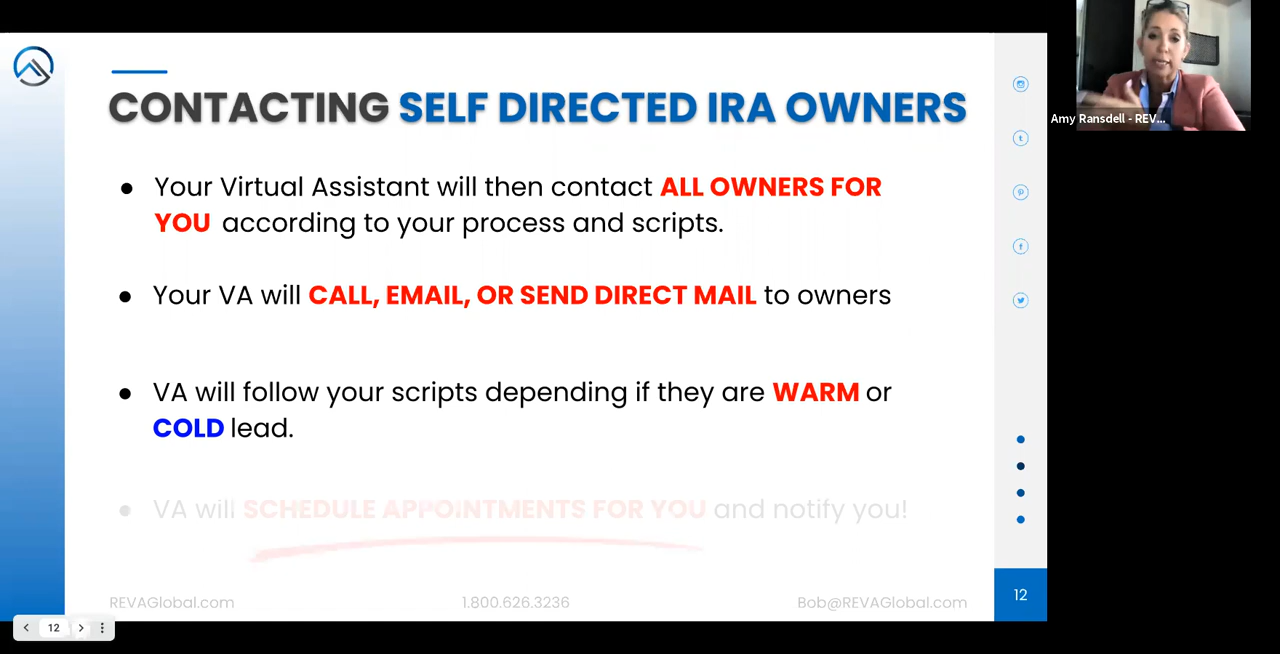 CONTACTING SELF DIRECTED IRA OWNERS
Amy Ransdell - REV...
● Your Virtual Assistant will then contact ALL OWNERS FOR
YOU according to your process and scripts.
● Your VA will CALL, EMAIL, OR SEND DIRECT MAIL to owners
● VA will follow your scripts depending if they are WARM or
COLD lead.
● VA will SCHEDULE APPOINTMENTS FOR YOU and notify you!
REVAGlobal.com 1.800.626.3236 Bob@REVAGlobal.com
12
12